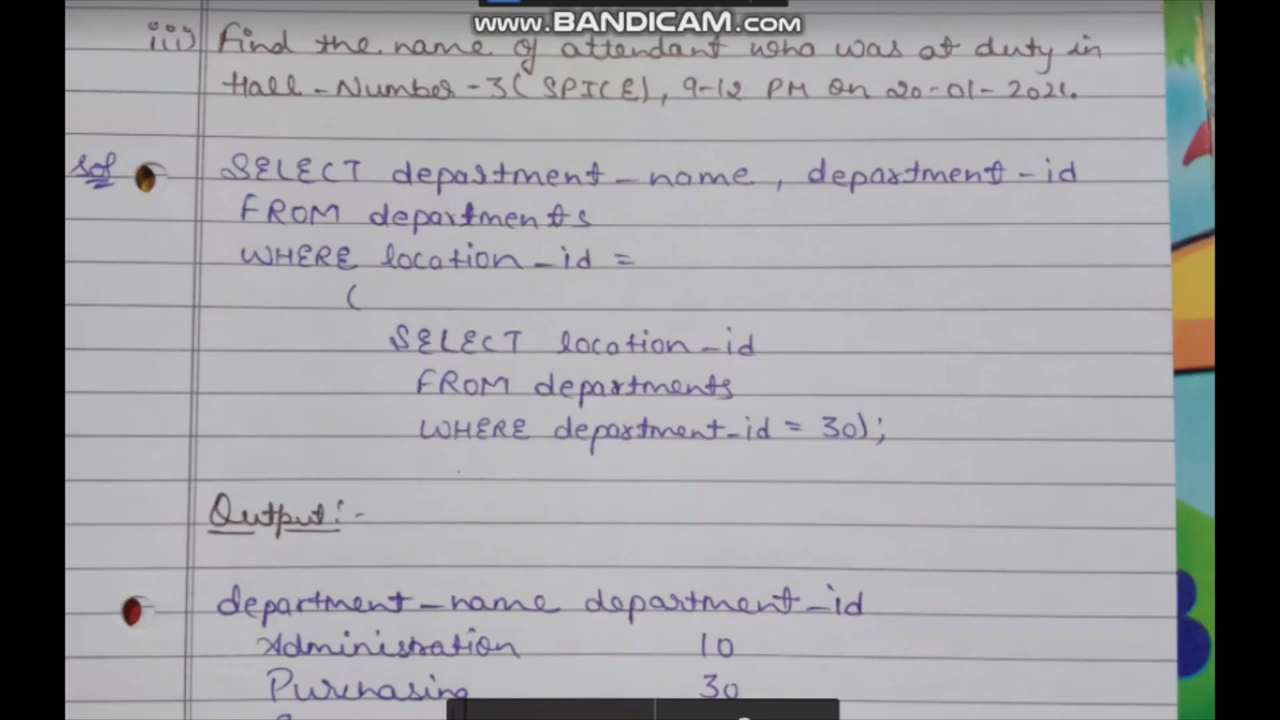 www.BANDICAM.com
iii) Find the name of attendant who was at duty in
Hall-Number-3 (SPICE), 9-12 PM on 20-01-2021.
Sol SELECT department_name, department_id
FROM departments
WHERE location_id =
(
SELECT location_id
FROM departments
WHERE department_id = 30);
Output:-
department_name department_id
Administration 10
Purchasing 30